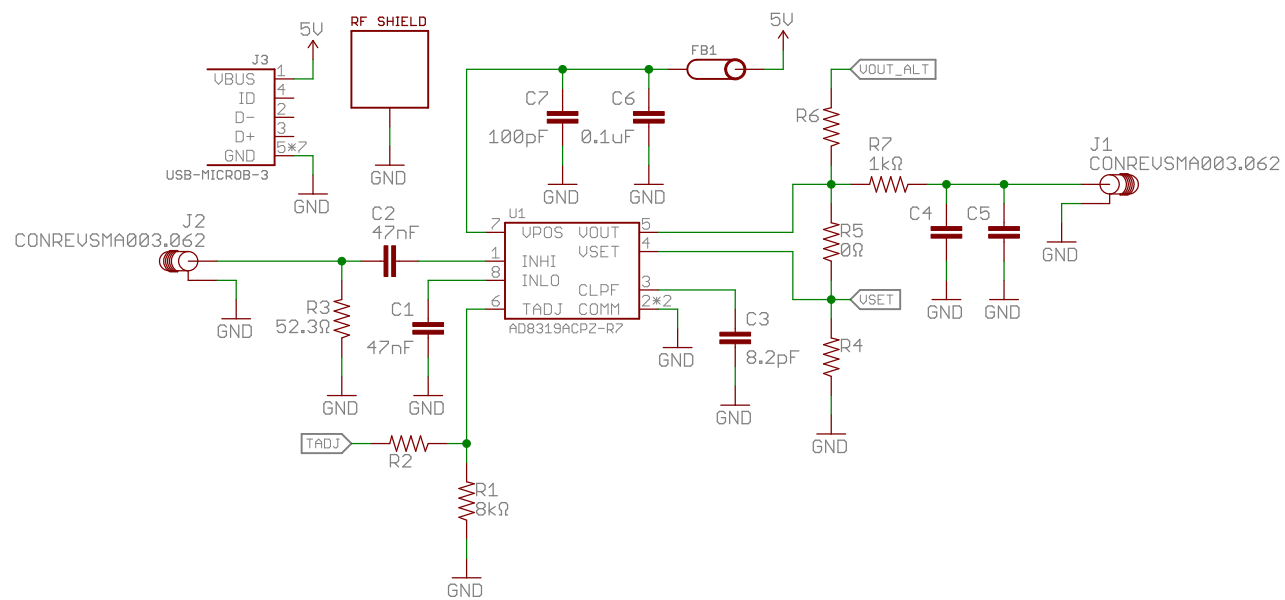 RF SHIELD
5V
5V
J3
FB1
VBUS 1
ID 4
D- 2
D+ 3
GND 5*7
USB-MICROB-3
GND
GND
C7
100pF
C6
0.1uF
GND
GND
VOUT_ALT
R6
R7
1kΩ
J1
CONREVSMA003.062
J2
CONREVSMA003.062
C2
47nF
U1
7 VPOS VOUT 5
VSET 4
1 INHI
8 INLO
CLPF 3
6 TADJ COMM 2*2
AD8319ACPZ-R7
R5
0Ω
C4
C5
GND
GND
GND
GND
R3
52.3Ω
C1
47nF
C3
8.2pF
VSET
R4
GND
GND
GND
GND
GND
TADJ
R2
R1
8kΩ
GND